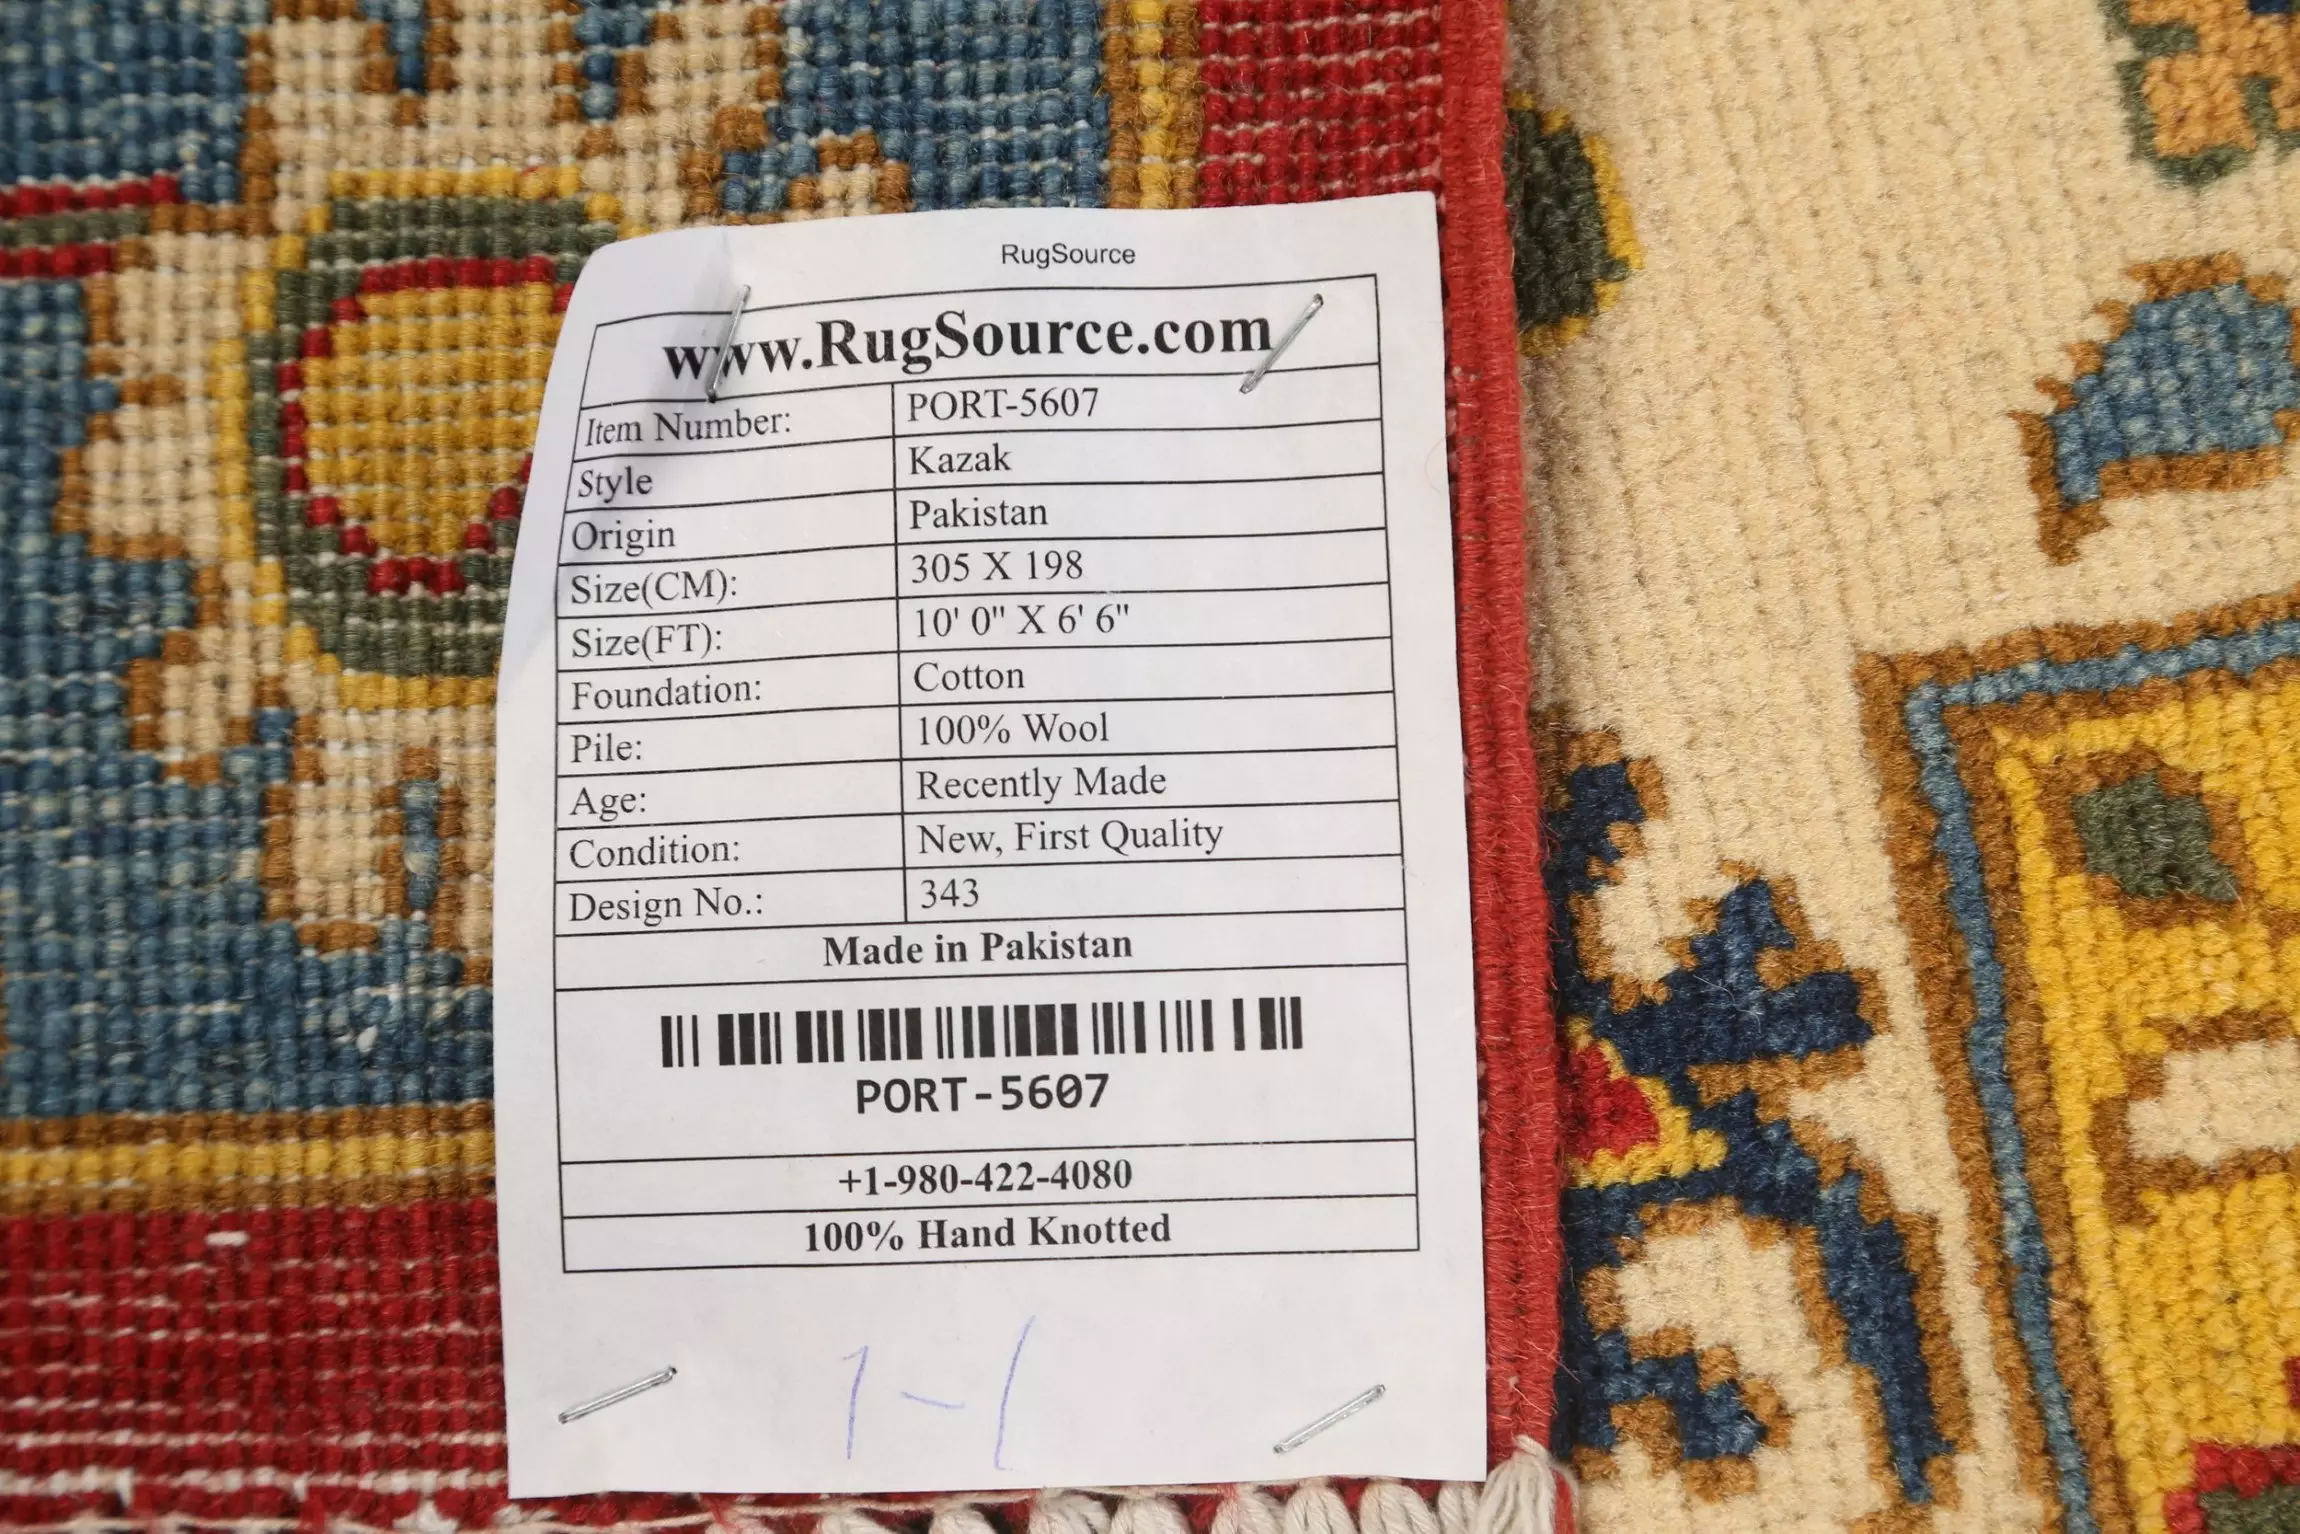 RugSource
www.RugSource.com
Item Number: PORT-5607
Style Kazak
Origin Pakistan
Size(CM): 305 X 198
Size(FT): 10' 0" X 6' 6"
Foundation: Cotton
Pile: 100% Wool
Age: Recently Made
Condition: New, First Quality
Design No.: 343
Made in Pakistan
PORT-5607
+1-980-422-4080
100% Hand Knotted
1-1